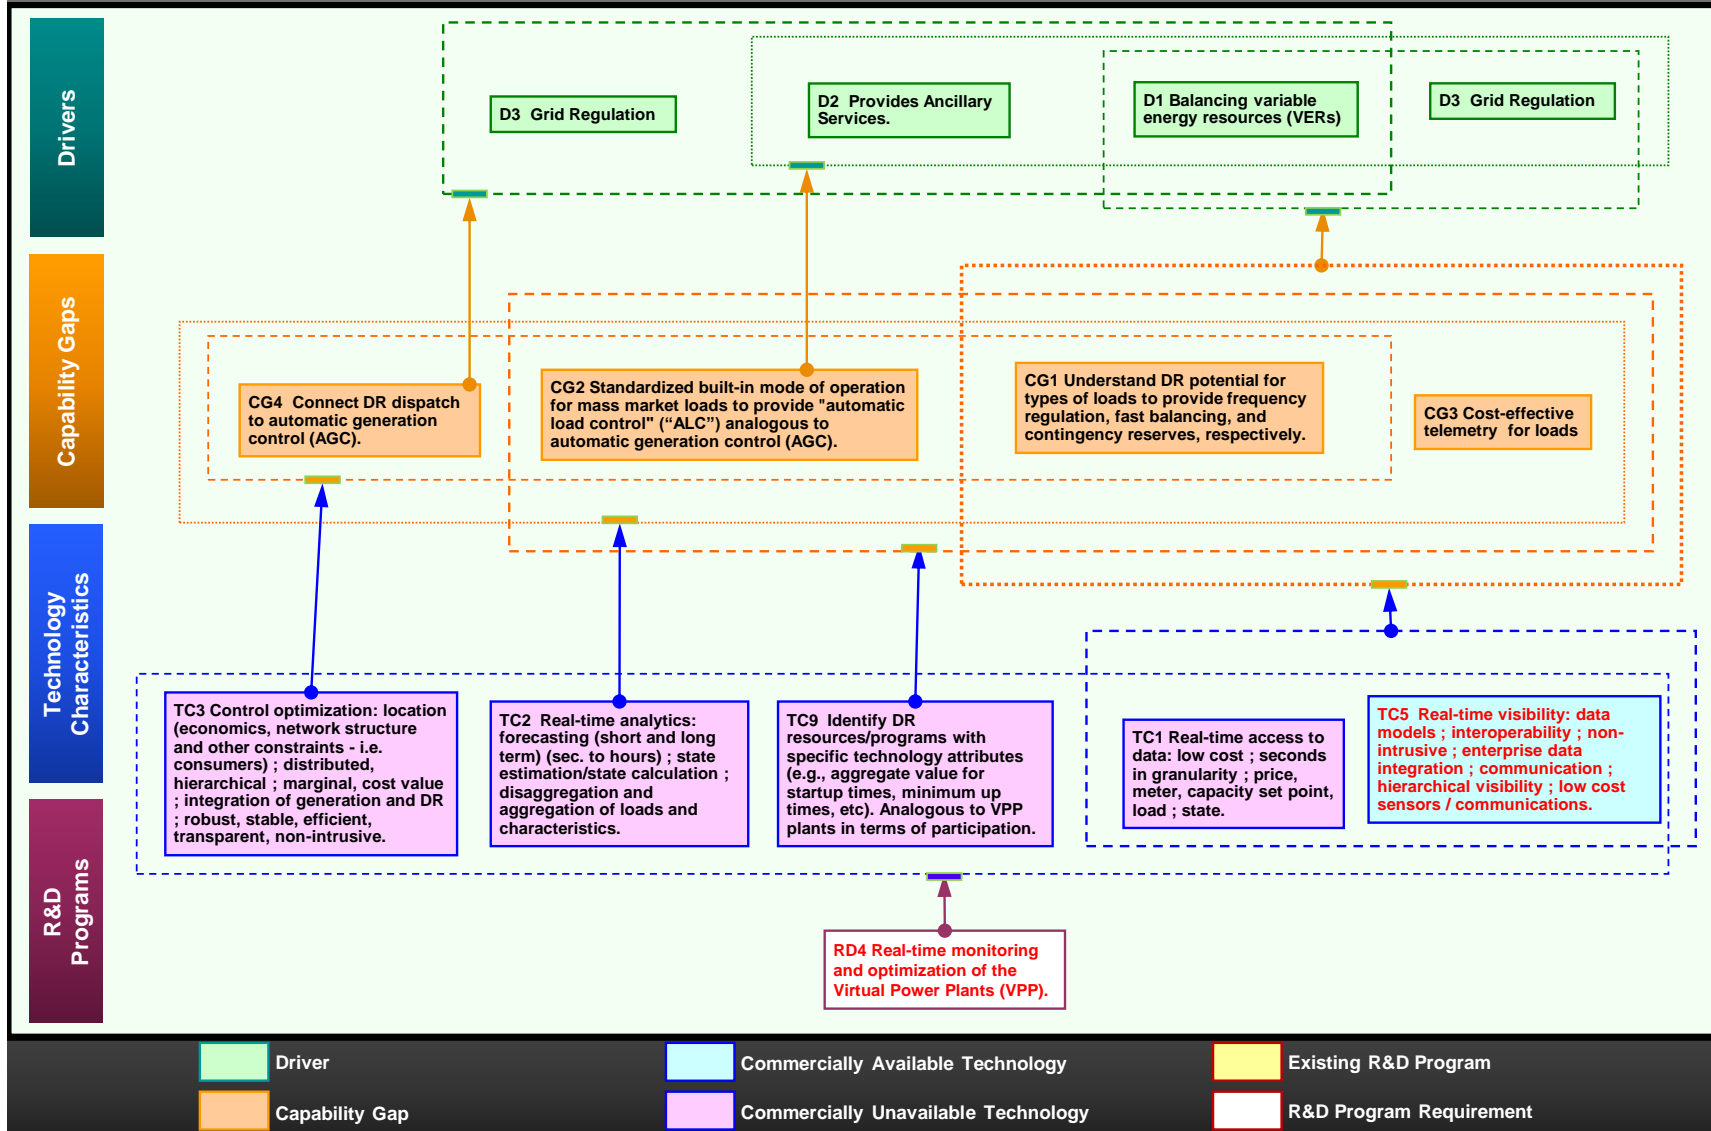 Drivers
D3 Grid Regulation
D2 Provides Ancillary
Services.
D1 Balancing variable
energy resources (VERs)
D3 Grid Regulation
Capability Gaps
CG4 Connect DR dispatch
to automatic generation
control (AGC).
CG2 Standardized built-in mode of operation
for mass market loads to provide "automatic
load control" (“ALC”) analogous to
automatic generation control (AGC).
CG1 Understand DR potential for
types of loads to provide frequency
regulation, fast balancing, and
contingency reserves, respectively.
CG3 Cost-effective
telemetry for loads
Technology
Characteristics
TC3 Control optimization: location
(economics, network structure
and other constraints - i.e.
consumers) ; distributed,
hierarchical ; marginal, cost value
; integration of generation and DR
; robust, stable, efficient,
transparent, non-intrusive.
TC2 Real-time analytics:
forecasting (short and long
term) (sec. to hours) ; state
estimation/state calculation ;
disaggregation and
aggregation of loads and
characteristics.
TC9 Identify DR
resources/programs with
specific technology attributes
(e.g., aggregate value for
startup times, minimum up
times, etc). Analogous to VPP
plants in terms of participation.
TC1 Real-time access to
data: low cost ; seconds
in granularity ; price,
meter, capacity set point,
load ; state.
TC5 Real-time visibility: data
models ; interoperability ; non-
intrusive ; enterprise data
integration ; communication ;
hierarchical visibility ; low cost
sensors / communications.
R&D
Programs
RD4 Real-time monitoring
and optimization of the
Virtual Power Plants (VPP).
Driver
Commercially Available Technology
Existing R&D Program
Capability Gap
Commercially Unavailable Technology
R&D Program Requirement